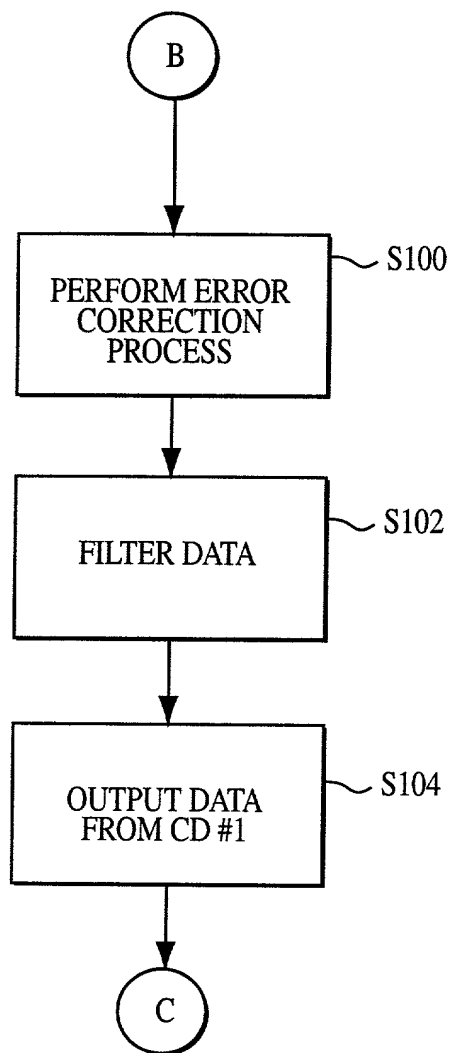 B
S100
PERFORM ERROR
CORRECTION
PROCESS
S102
FILTER DATA
S104
OUTPUT DATA
FROM CD #1
C